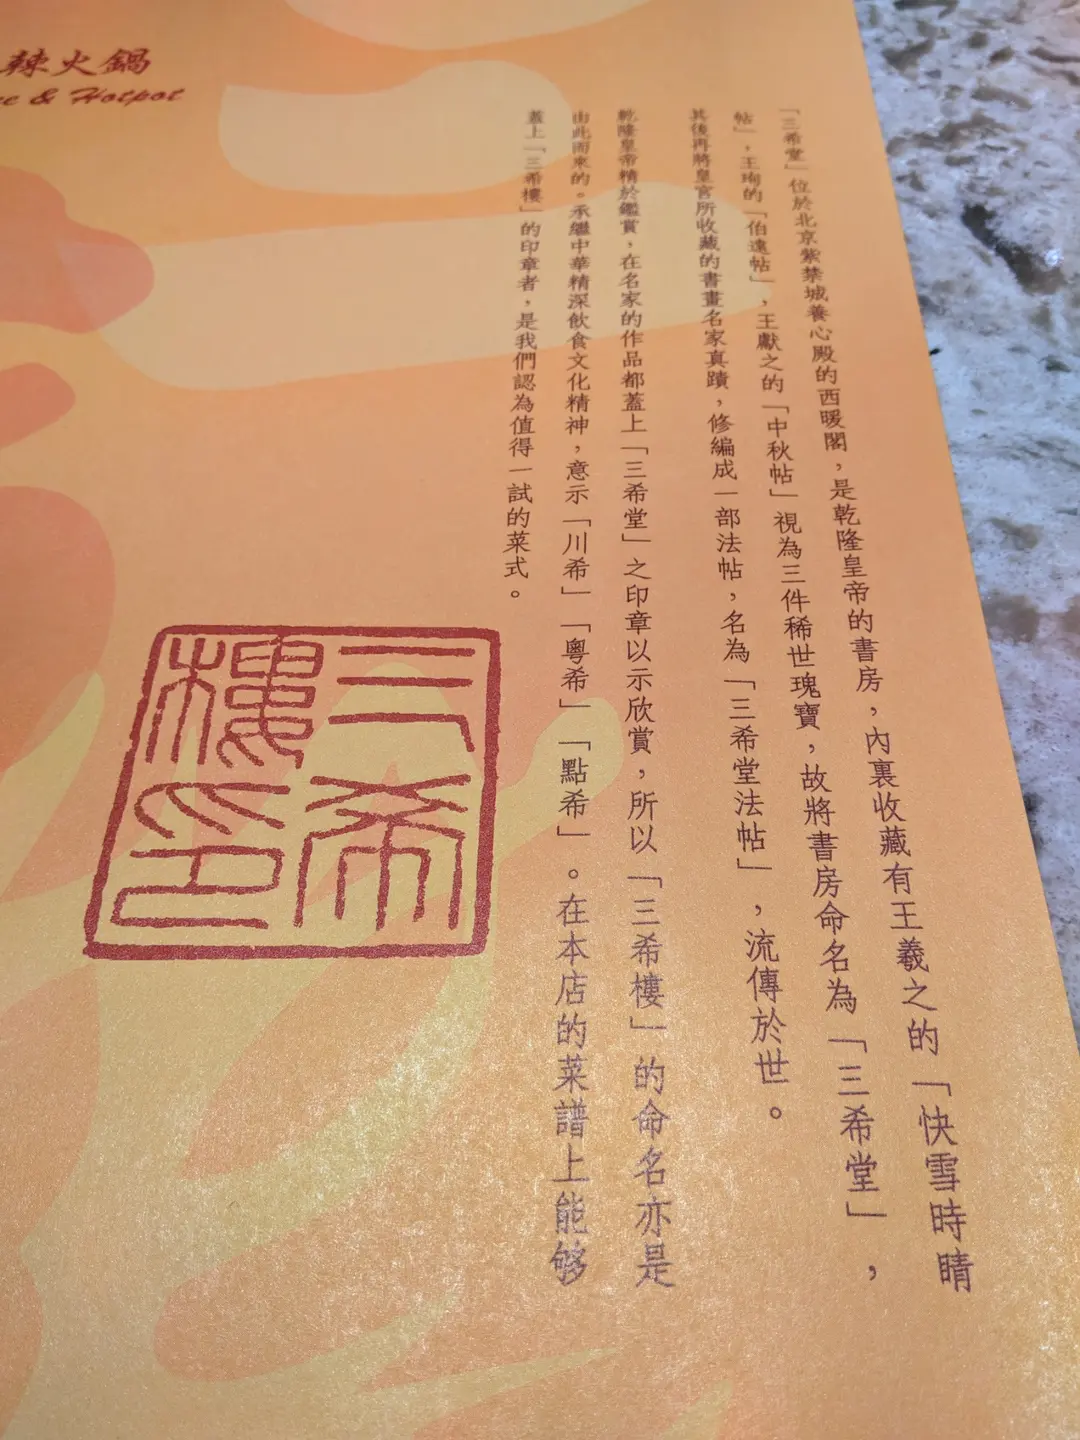 辣火鍋
& Hotpot
「三希堂」位於北京紫禁城養心殿的西暖閣，是乾隆皇帝的書房，內裏收藏有王羲之的「快雪時晴
帖」，王珣的「伯遠帖」，王獻之的「中秋帖」視為三件稀世瑰寶，故將書房命名為「三希堂」，
其後再將皇宮所收藏的書畫名家真蹟，修編成一部法帖，名為「三希堂法帖」，流傳於世。
乾隆皇帝精於鑑賞，在名家的作品都蓋上「三希堂」之印章以示欣賞，所以「三希樓」的命名亦是
由此而來的。承繼中華精深飲食文化精神，意示「川希」「粵希」「點希」。在本店的菜譜上能够
蓋上「三希樓」的印章者，是我們認為值得一試的菜式。
三希
樓印